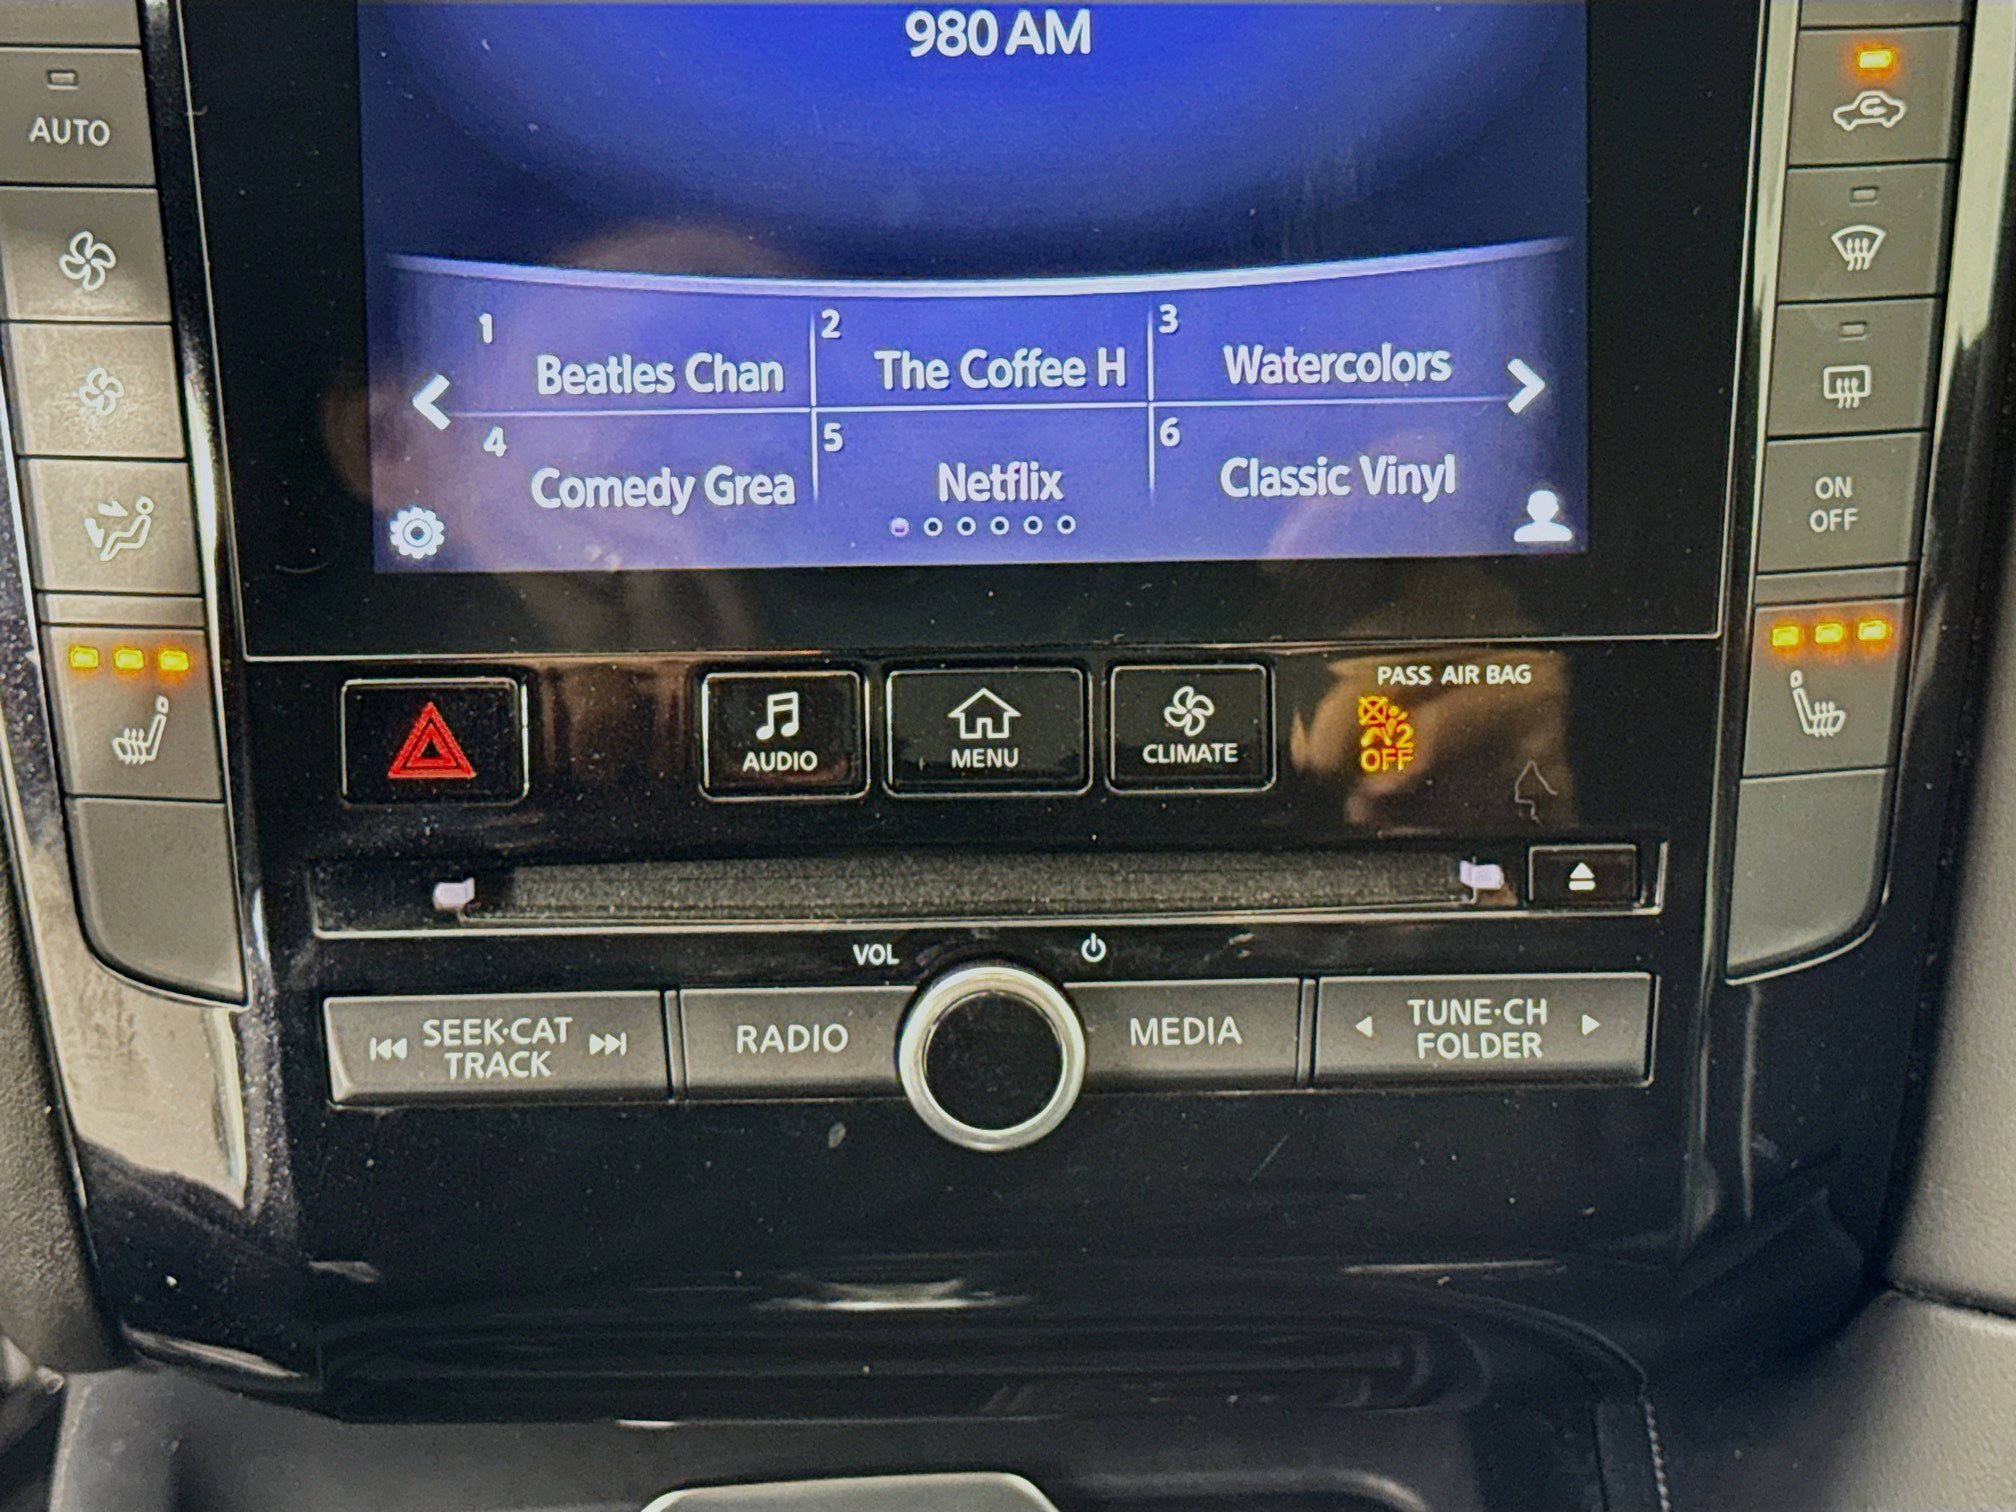 980 AM
AUTO
1
Beatles Chan
2
The Coffee H
3
Watercolors
4
Comedy Grea
5
Netflix
6
Classic Vinyl
ON
OFF
AUDIO
MENU
CLIMATE
PASS AIR BAG
2
OFF
VOL
SEEK·CAT
TRACK
RADIO
MEDIA
TUNE·CH
FOLDER